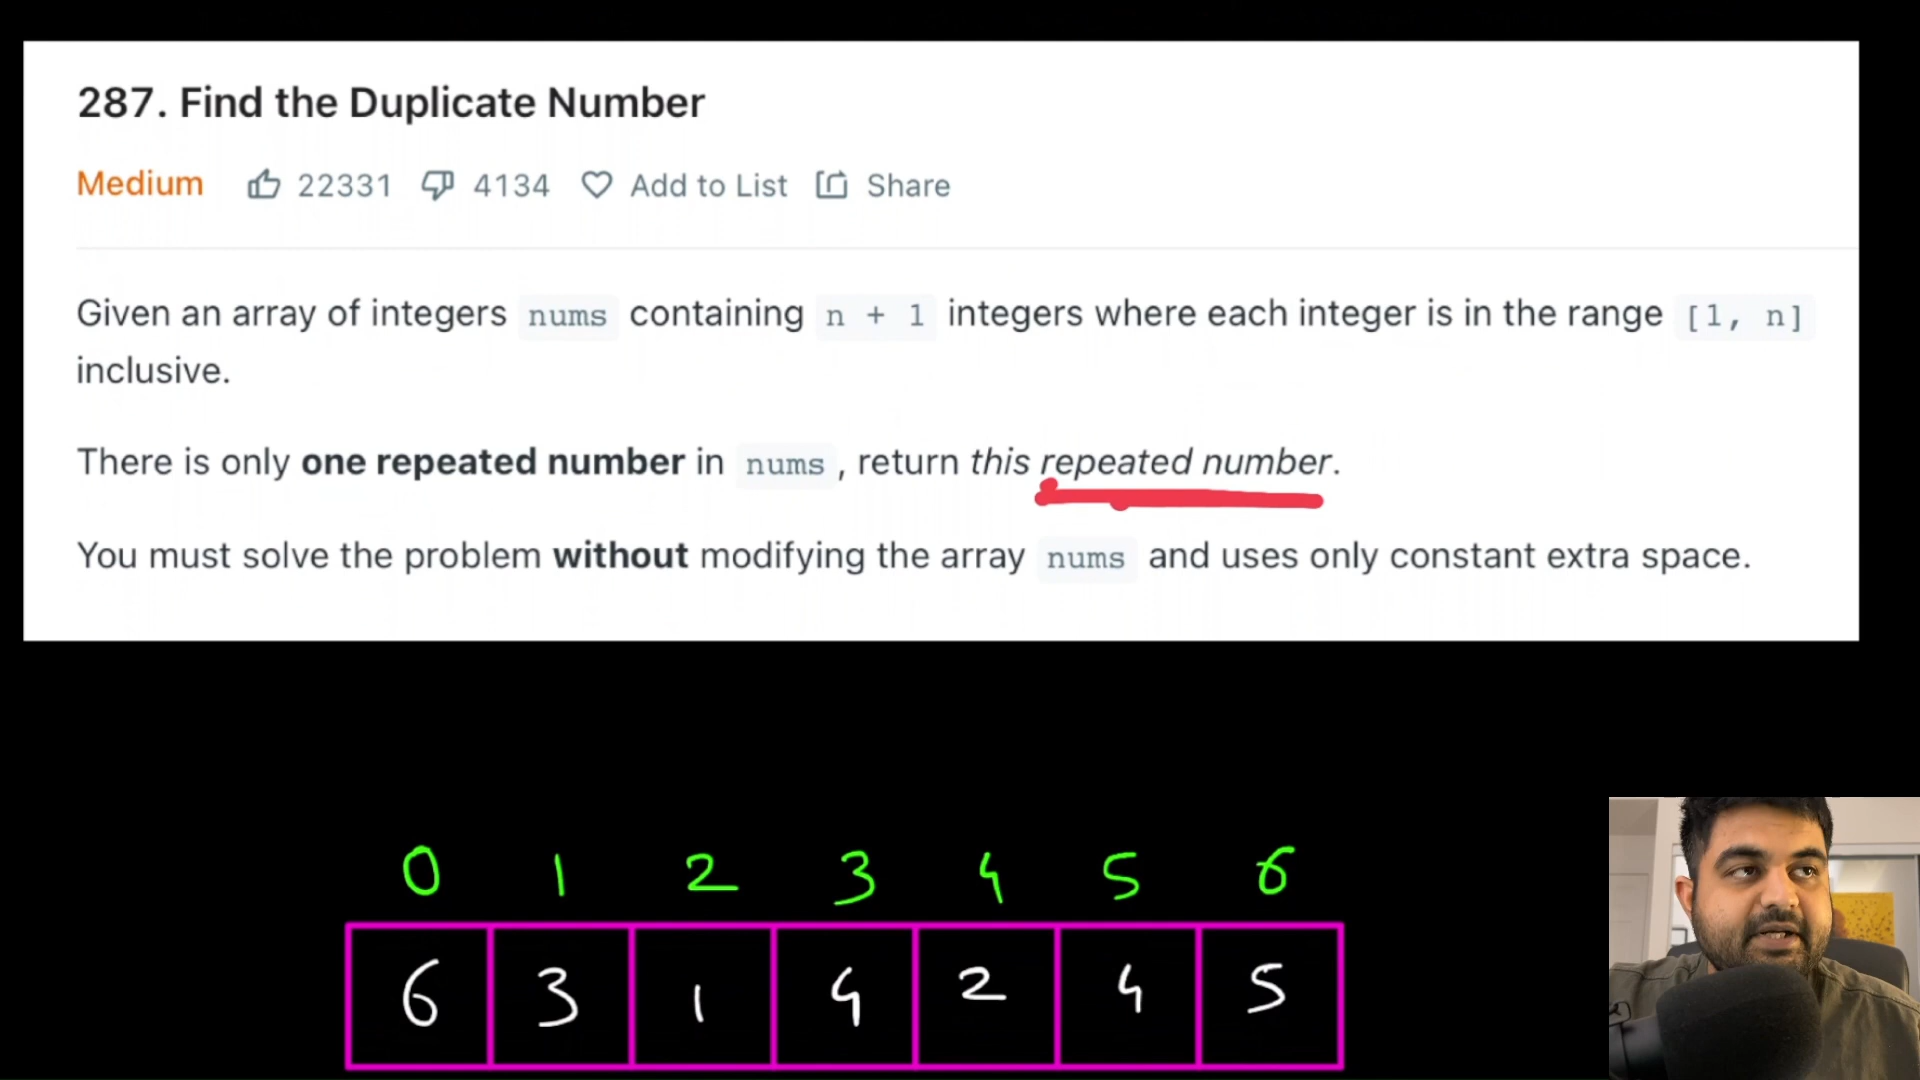 287. Find the Duplicate Number
Medium 22331 4134 Add to List Share
Given an array of integers nums containing n + 1 integers where each integer is in the range [1, n]
inclusive.
There is only one repeated number in nums , return this repeated number.
You must solve the problem without modifying the array nums and uses only constant extra space.
0 1 2 3 4 5 6
6 3 1 4 2 4 5